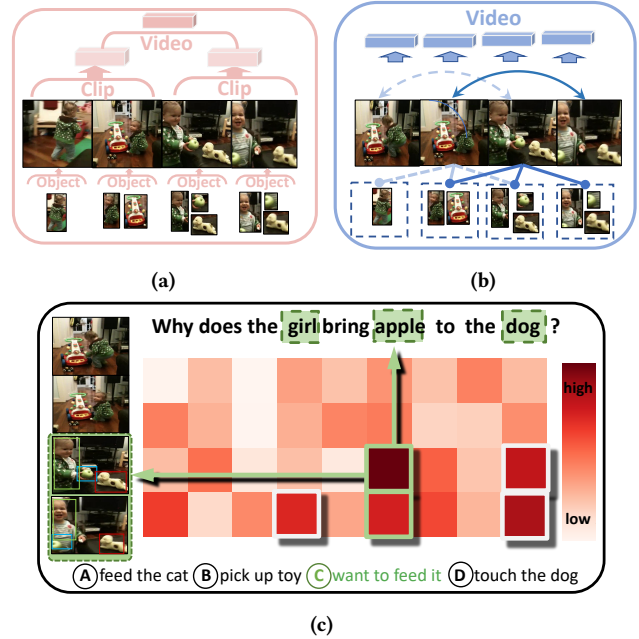 Video
Clip Clip
Object Object Object Object
(a)
Video
(b)
Why does the girl bring apple to the dog ?
high
low
A feed the cat B pick up toy C want to feed it D touch the dog
(c)